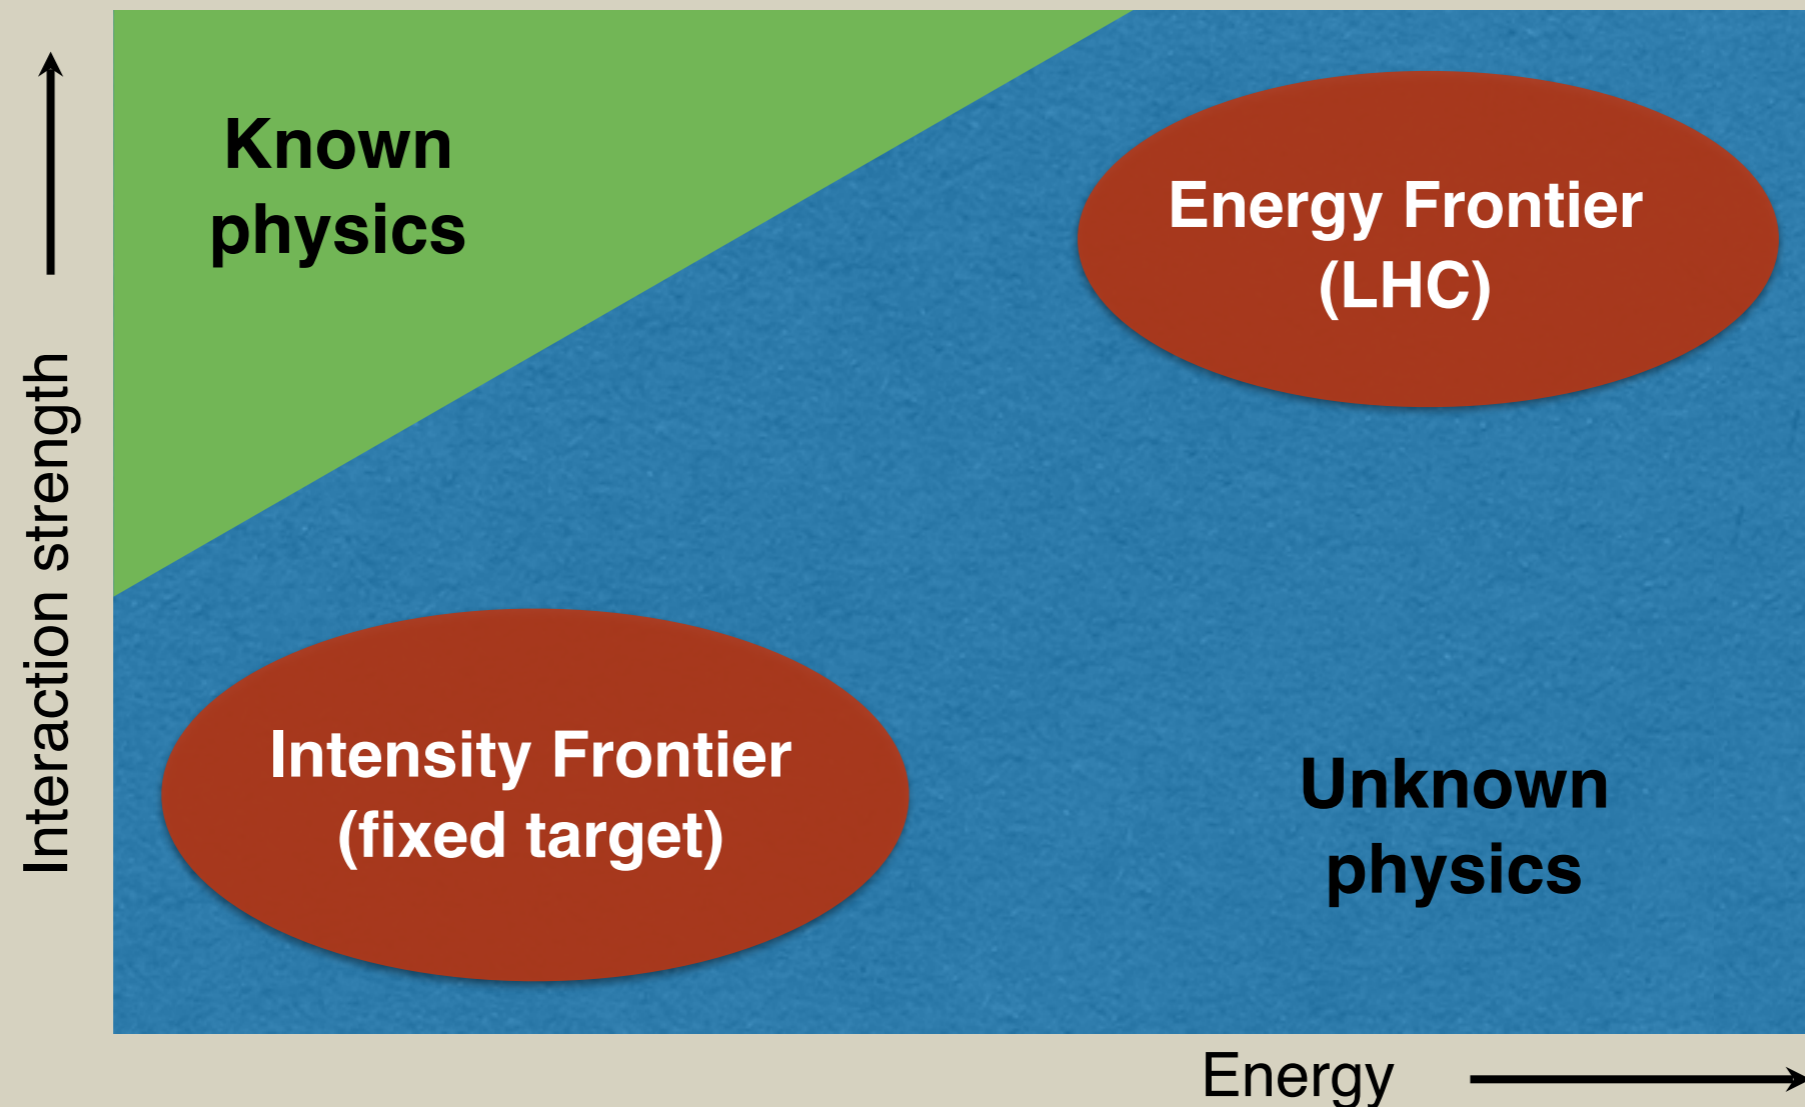 Known
physics
Energy Frontier
(LHC)
Interaction strength
Intensity Frontier
(fixed target)
Unknown
physics
Energy